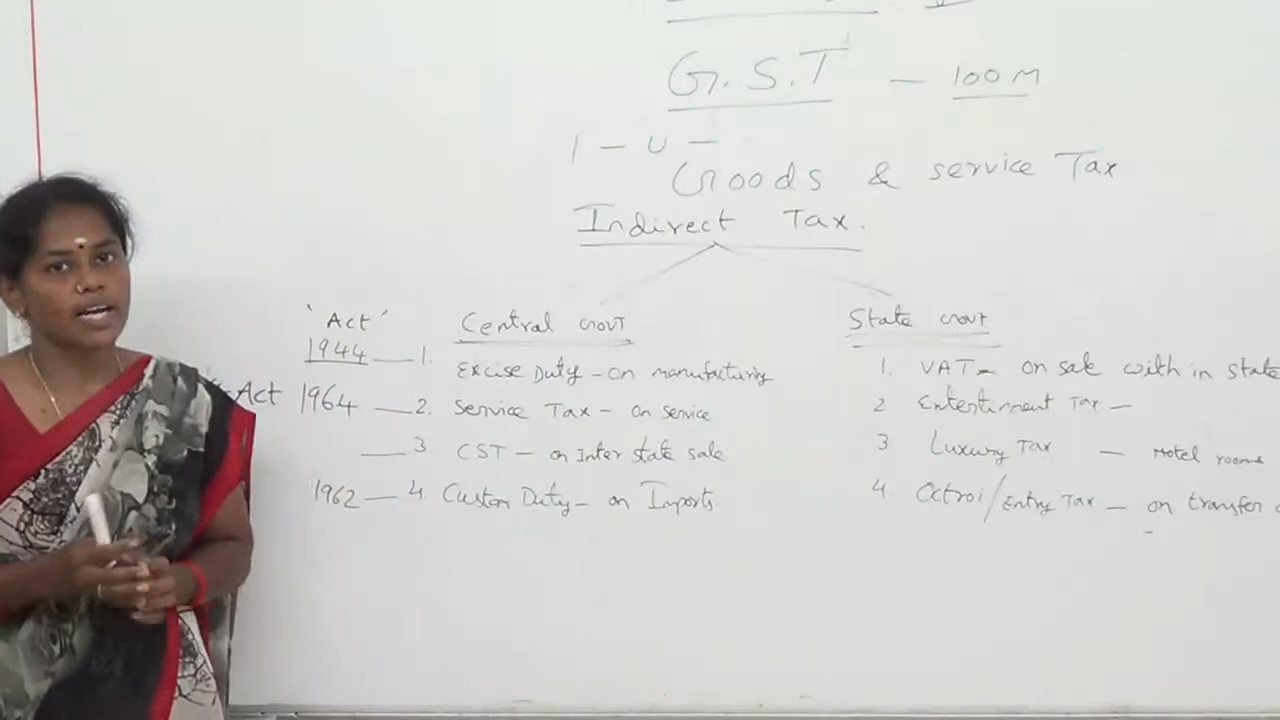 G.S.T — 100 M
1 — U —
Goods & service Tax
Indirect Tax.
'Act' Central Govt
1944 — 1. Excise Duty - on manufacturing
Act 1964 — 2. Service Tax - on service
— 3 CST - on Inter state sale
1962 — 4 Custom Duty - on Imports
State Govt
1. VAT - on sale with in state
2 Entertinment Tax —
3 Luxury Tax — Hotel rooms
4 Octroi/Entry Tax — on transfer